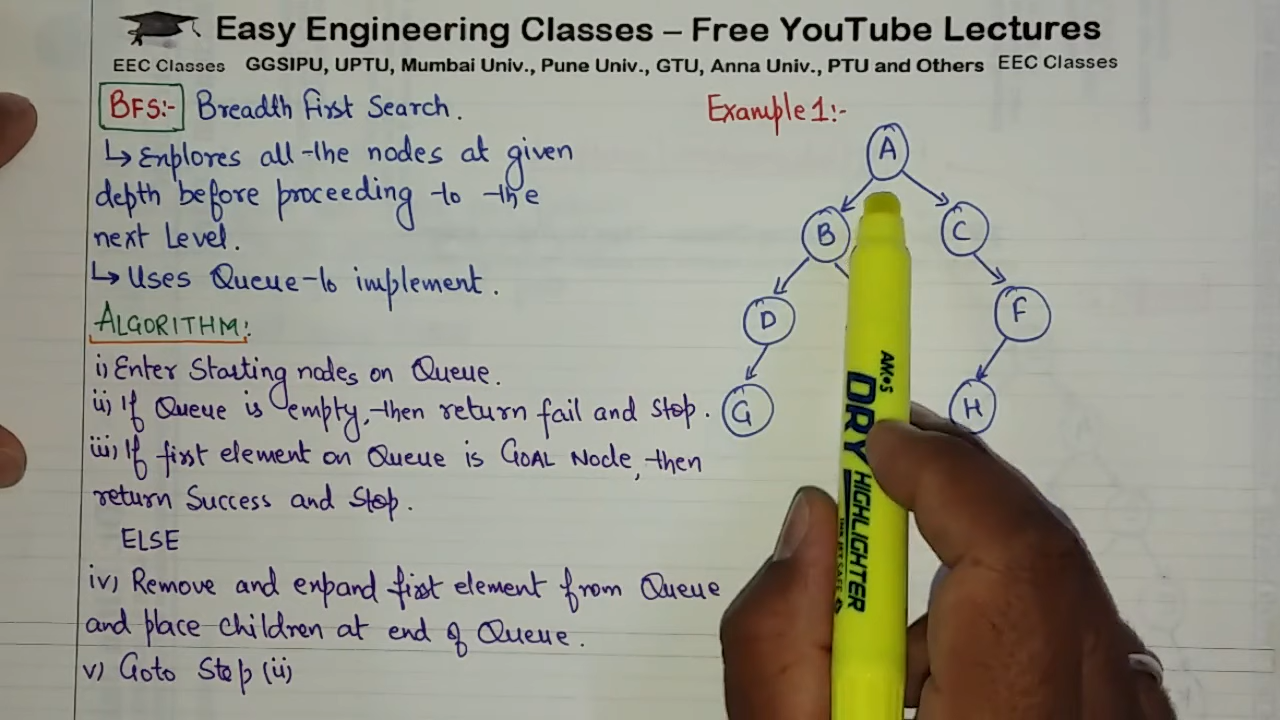 Easy Engineering Classes – Free YouTube Lectures
EEC Classes GGSIPU, UPTU, Mumbai Univ., Pune Univ., GTU, Anna Univ., PTU and Others EEC Classes
BFS:- Breadth First Search.
↳ Explores all the nodes at given
depth before proceeding to the
next Level.
↳ Uses Queue to implement.
ALGORITHM:
i) Enter Starting nodes on Queue.
ii) If Queue is empty, then return fail and Stop.
iii) If first element on Queue is GOAL Node, then
return Success and Stop.
ELSE
iv) Remove and expand first element from Queue
and place children at end of Queue.
v) Goto Step (ii)
Example 1:-
A
B C
D F
G H
AMOS
DRY HIGHLIGHTER